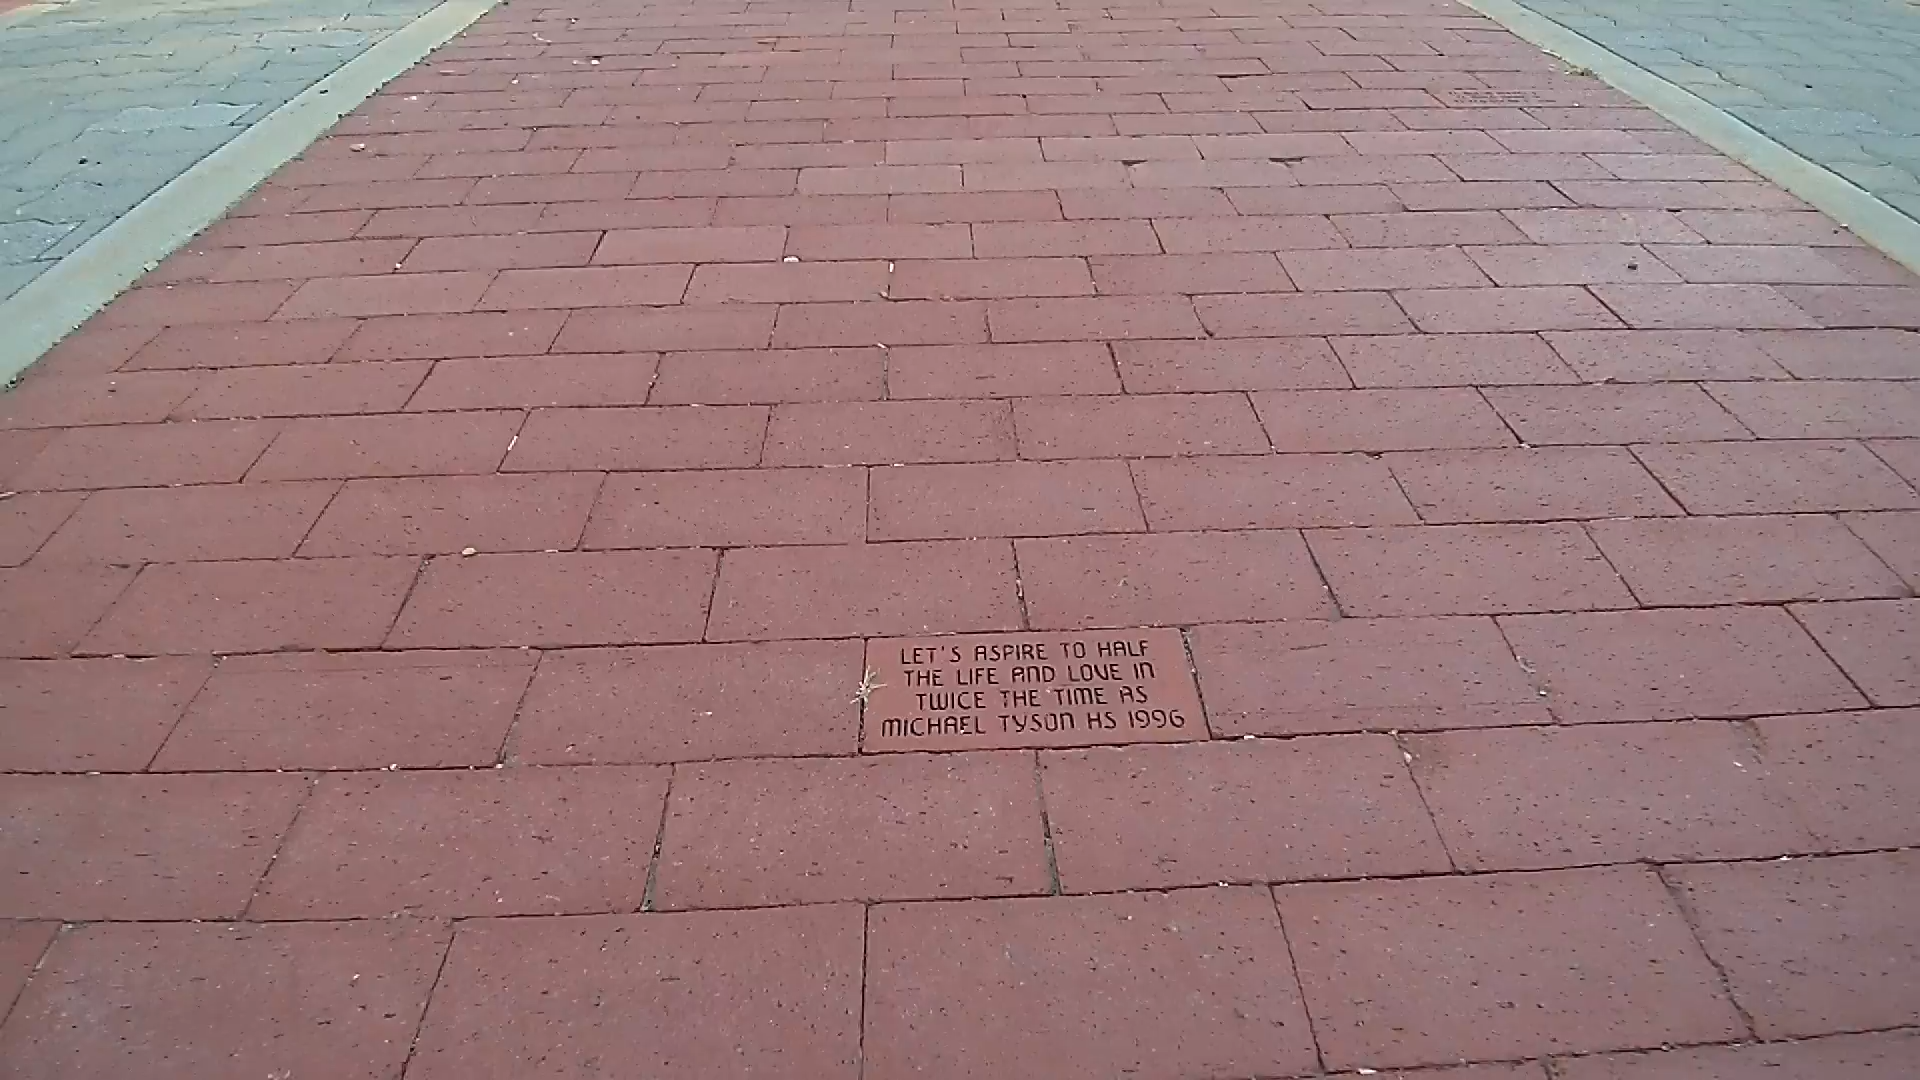 LET'S ASPIRE TO HALF
THE LIFE AND LOVE IN
TWICE THE TIME AS
MICHAEL TYSON HS 1996